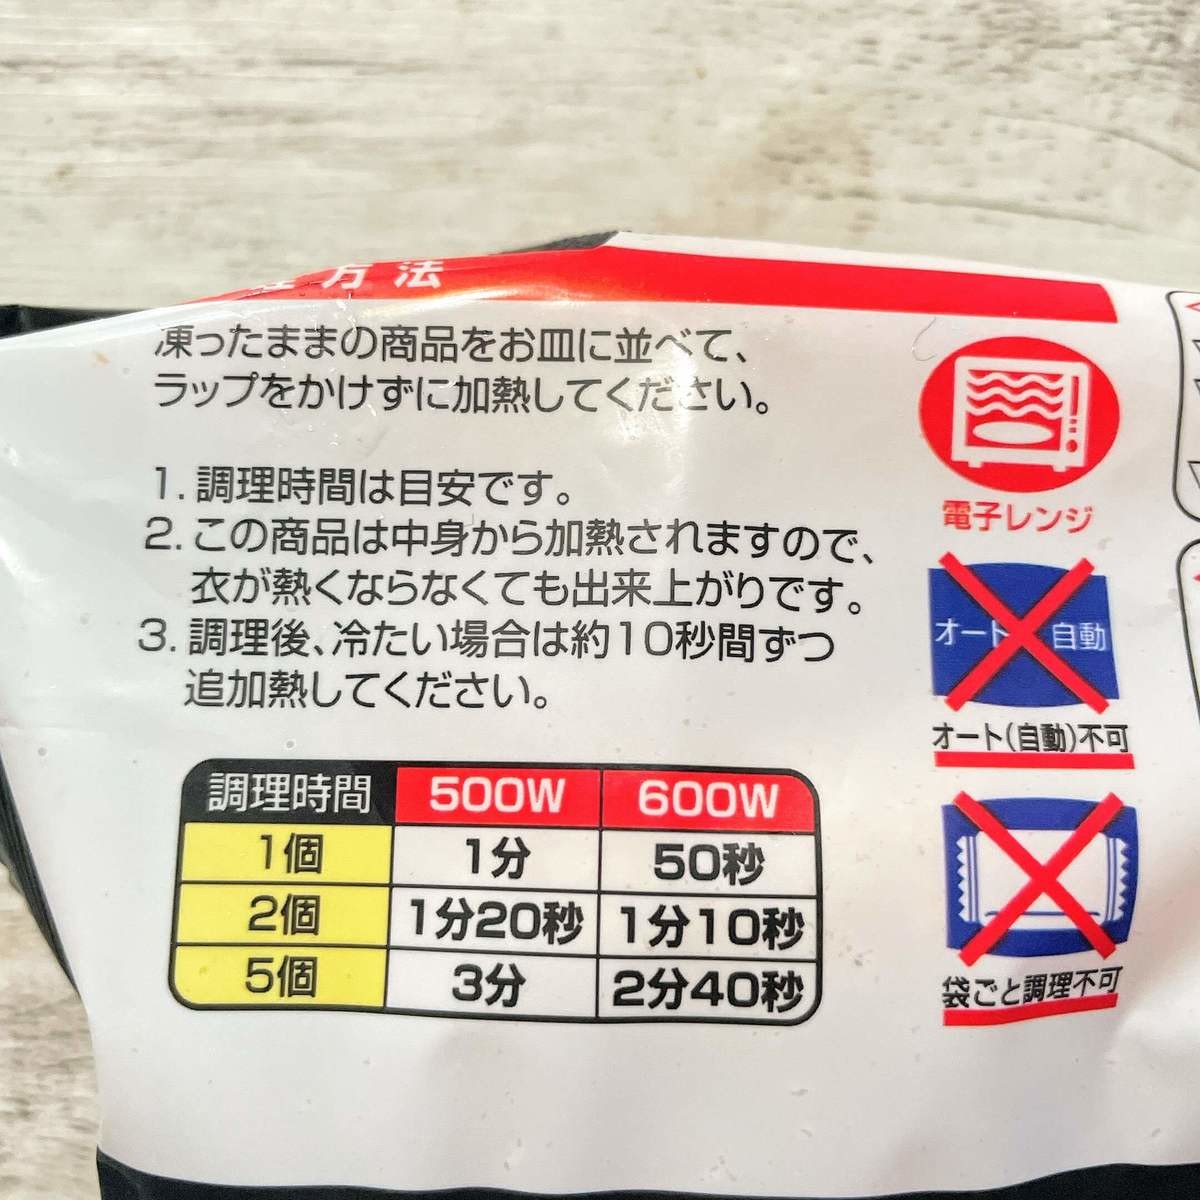 方法
凍ったままの商品をお皿に並べて、
ラップをかけずに加熱してください。
1. 調理時間は目安です。
2. この商品は中身から加熱されますので、
衣が熱くならなくても出来上がりです。
3. 調理後、冷たい場合は約10秒間ずつ
追加熱してください。
調理時間 500W 600W
1個 1分 50秒
2個 1分20秒 1分10秒
5個 3分 2分40秒
電子レンジ
オート 自動
オート(自動)不可
袋ごと調理不可